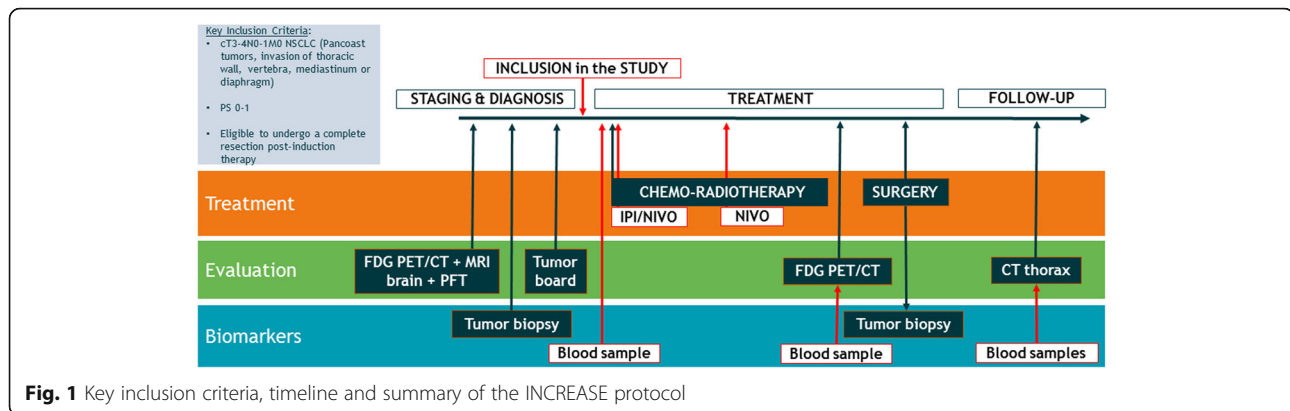 Key Inclusion Criteria:
• cT3-4N0-1M0 NSCLC (Pancoast
tumors, invasion of thoracic
wall, vertebra, mediastinum or
diaphragm)
• PS 0-1
• Eligible to undergo a complete
resection post-induction
therapy
INCLUSION in the STUDY
STAGING & DIAGNOSIS
TREATMENT
FOLLOW-UP
Treatment
CHEMO-RADIOTHERAPY
SURGERY
IPI/NIVO
NIVO
Evaluation
FDG PET/CT + MRI
brain + PFT
Tumor
board
FDG PET/CT
CT thorax
Biomarkers
Tumor biopsy
Tumor biopsy
Blood sample
Blood sample
Blood samples
Fig. 1 Key inclusion criteria, timeline and summary of the INCREASE protocol